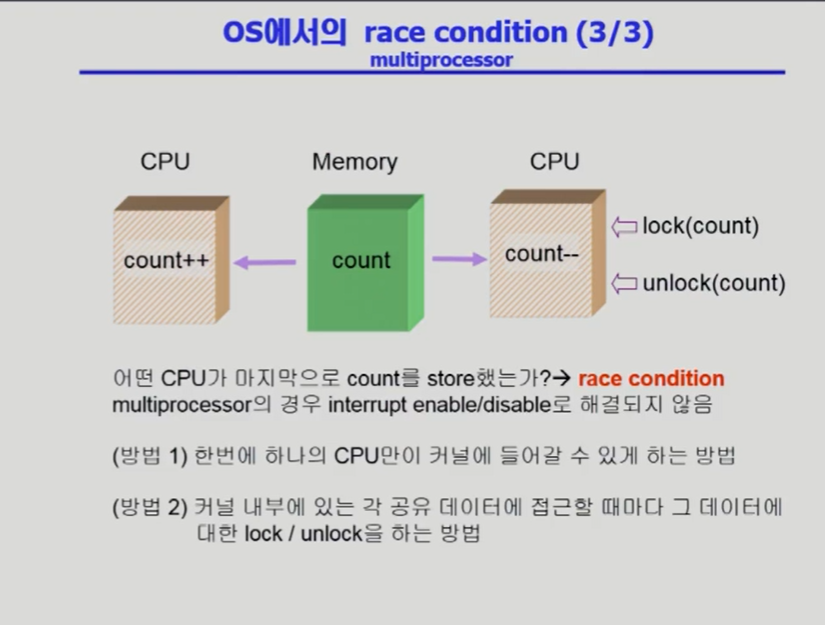 OS에서의 race condition (3/3)
multiprocessor
CPU
Memory
CPU
count++
count
count--
lock(count)
unlock(count)
어떤 CPU가 마지막으로 count를 store했는가?→ race condition
multiprocessor의 경우 interrupt enable/disable로 해결되지 않음
(방법 1) 한번에 하나의 CPU만이 커널에 들어갈 수 있게 하는 방법
(방법 2) 커널 내부에 있는 각 공유 데이터에 접근할 때마다 그 데이터에
대한 lock / unlock을 하는 방법